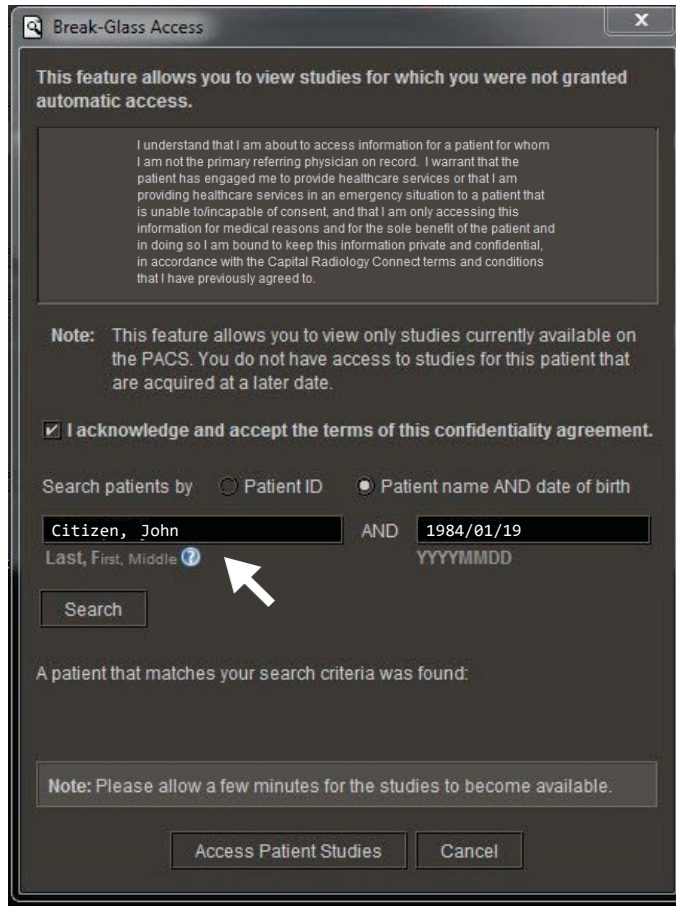 Break-Glass Access
X
This feature allows you to view studies for which you were not granted
automatic access.
I understand that I am about to access information for a patient for whom
I am not the primary referring physician on record. I warrant that the
patient has engaged me to provide healthcare services or that I am
providing healthcare services in an emergency situation to a patient that
is unable to/incapable of consent, and that I am only accessing this
information for medical reasons and for the sole benefit of the patient and
in doing so I am bound to keep this information private and confidential,
in accordance with the Capital Radiology Connect terms and conditions
that I have previously agreed to.
Note: This feature allows you to view only studies currently available on
the PACS. You do not have access to studies for this patient that
are acquired at a later date.
I acknowledge and accept the terms of this confidentiality agreement.
Search patients by Patient ID Patient name AND date of birth
Citizen, John AND 1984/01/19
Last, First, Middle ? YYYYMMDD
Search
A patient that matches your search criteria was found:
Note: Please allow a few minutes for the studies to become available.
Access Patient Studies Cancel